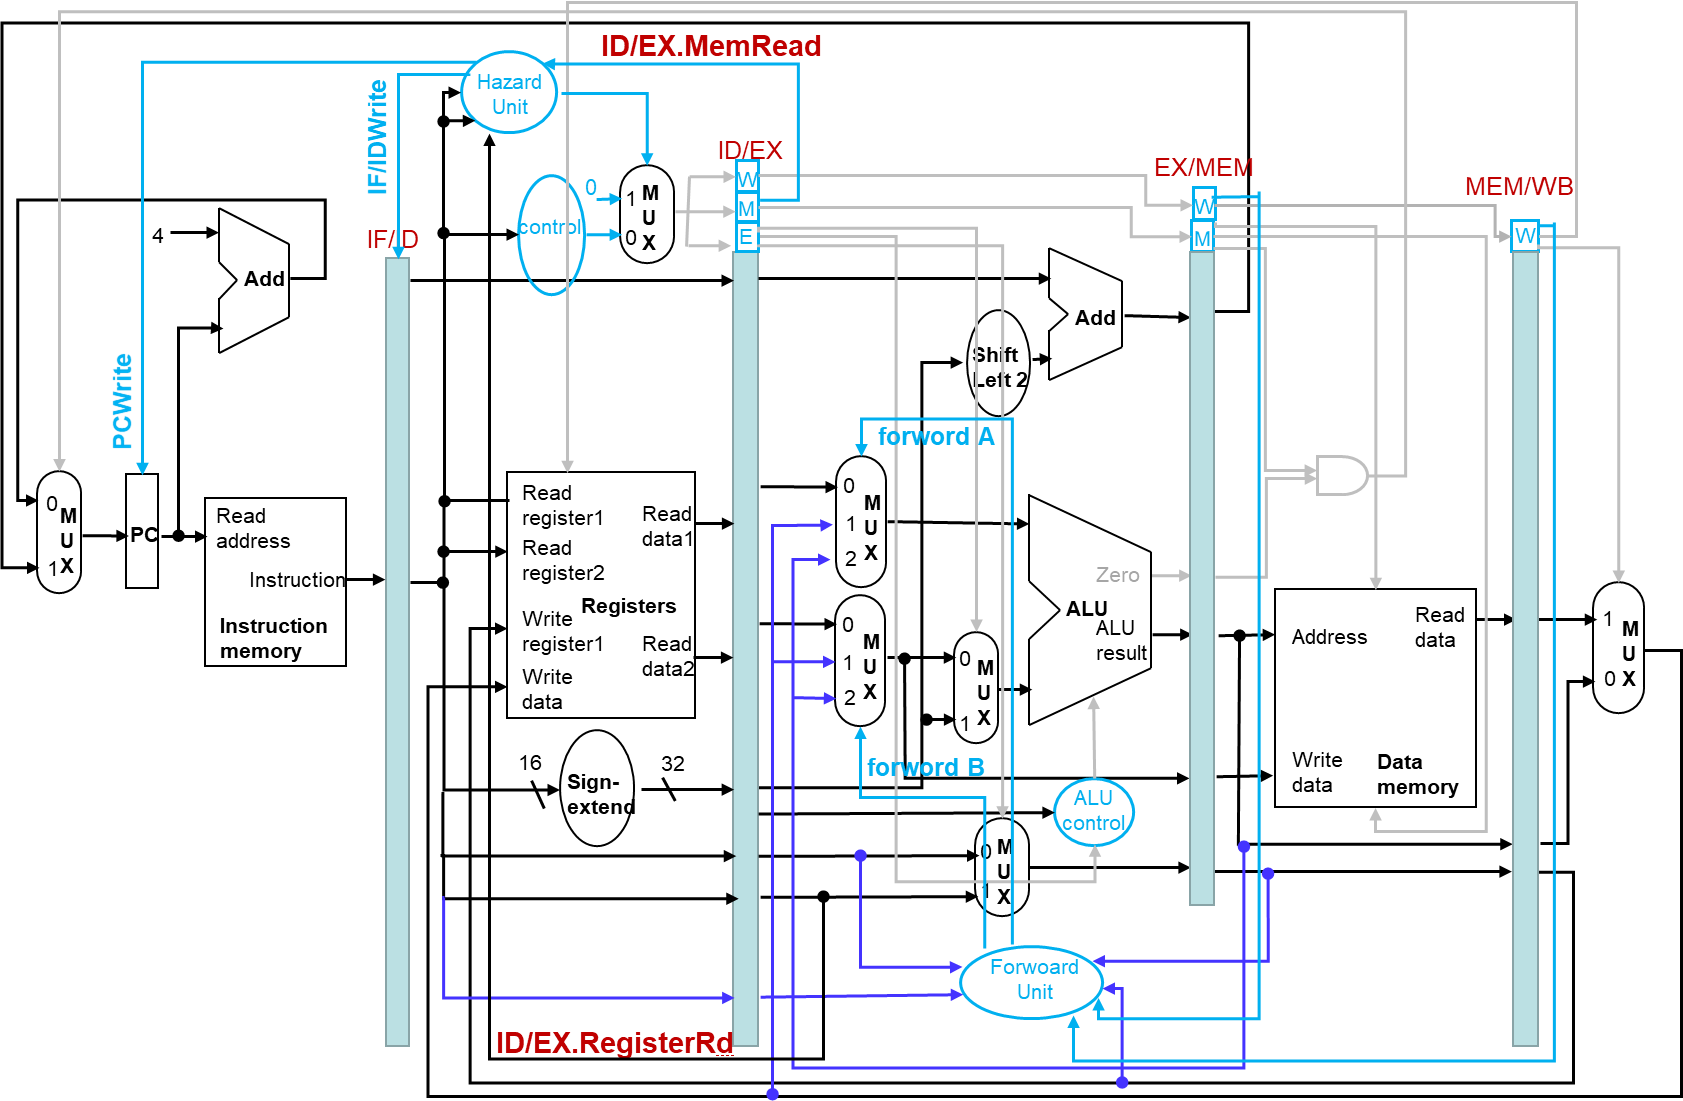 ID/EX.MemRead
Hazard
Unit
IF/IDWrite
ID/EX
EX/MEM
MEM/WB
0
1
0
M
U
X
control
W
M
E
W
M
W
IF/ID
4
Add
Add
Shift
Left 2
PCWrite
forword A
0
1
M
U
X
PC
Read
address
Instruction
Instruction
memory
Read
register1
Read
register2
Write
register1
Write
data
Registers
Read
data1
Read
data2
0
1
2
M
U
X
0
1
2
M
U
X
0
1
M
U
X
Zero
ALU
ALU
result
Address
Read
data
Write
data
Data
memory
1
0
M
U
X
16
Sign-
extend
32
forword B
ALU
control
0
1
M
U
X
Forwoard
Unit
ID/EX.RegisterRd